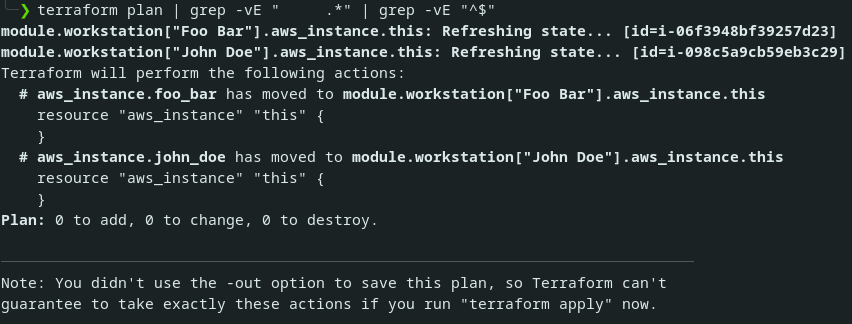 ❯ terraform plan | grep -vE "     .*" | grep -vE "^$"
module.workstation["Foo Bar"].aws_instance.this: Refreshing state... [id=i-06f3948bf39257d23]
module.workstation["John Doe"].aws_instance.this: Refreshing state... [id=i-098c5a9cb59eb3c29]
Terraform will perform the following actions:
  # aws_instance.foo_bar has moved to module.workstation["Foo Bar"].aws_instance.this
    resource "aws_instance" "this" {
    }
  # aws_instance.john_doe has moved to module.workstation["John Doe"].aws_instance.this
    resource "aws_instance" "this" {
    }
Plan: 0 to add, 0 to change, 0 to destroy.
Note: You didn't use the -out option to save this plan, so Terraform can't
guarantee to take exactly these actions if you run "terraform apply" now.